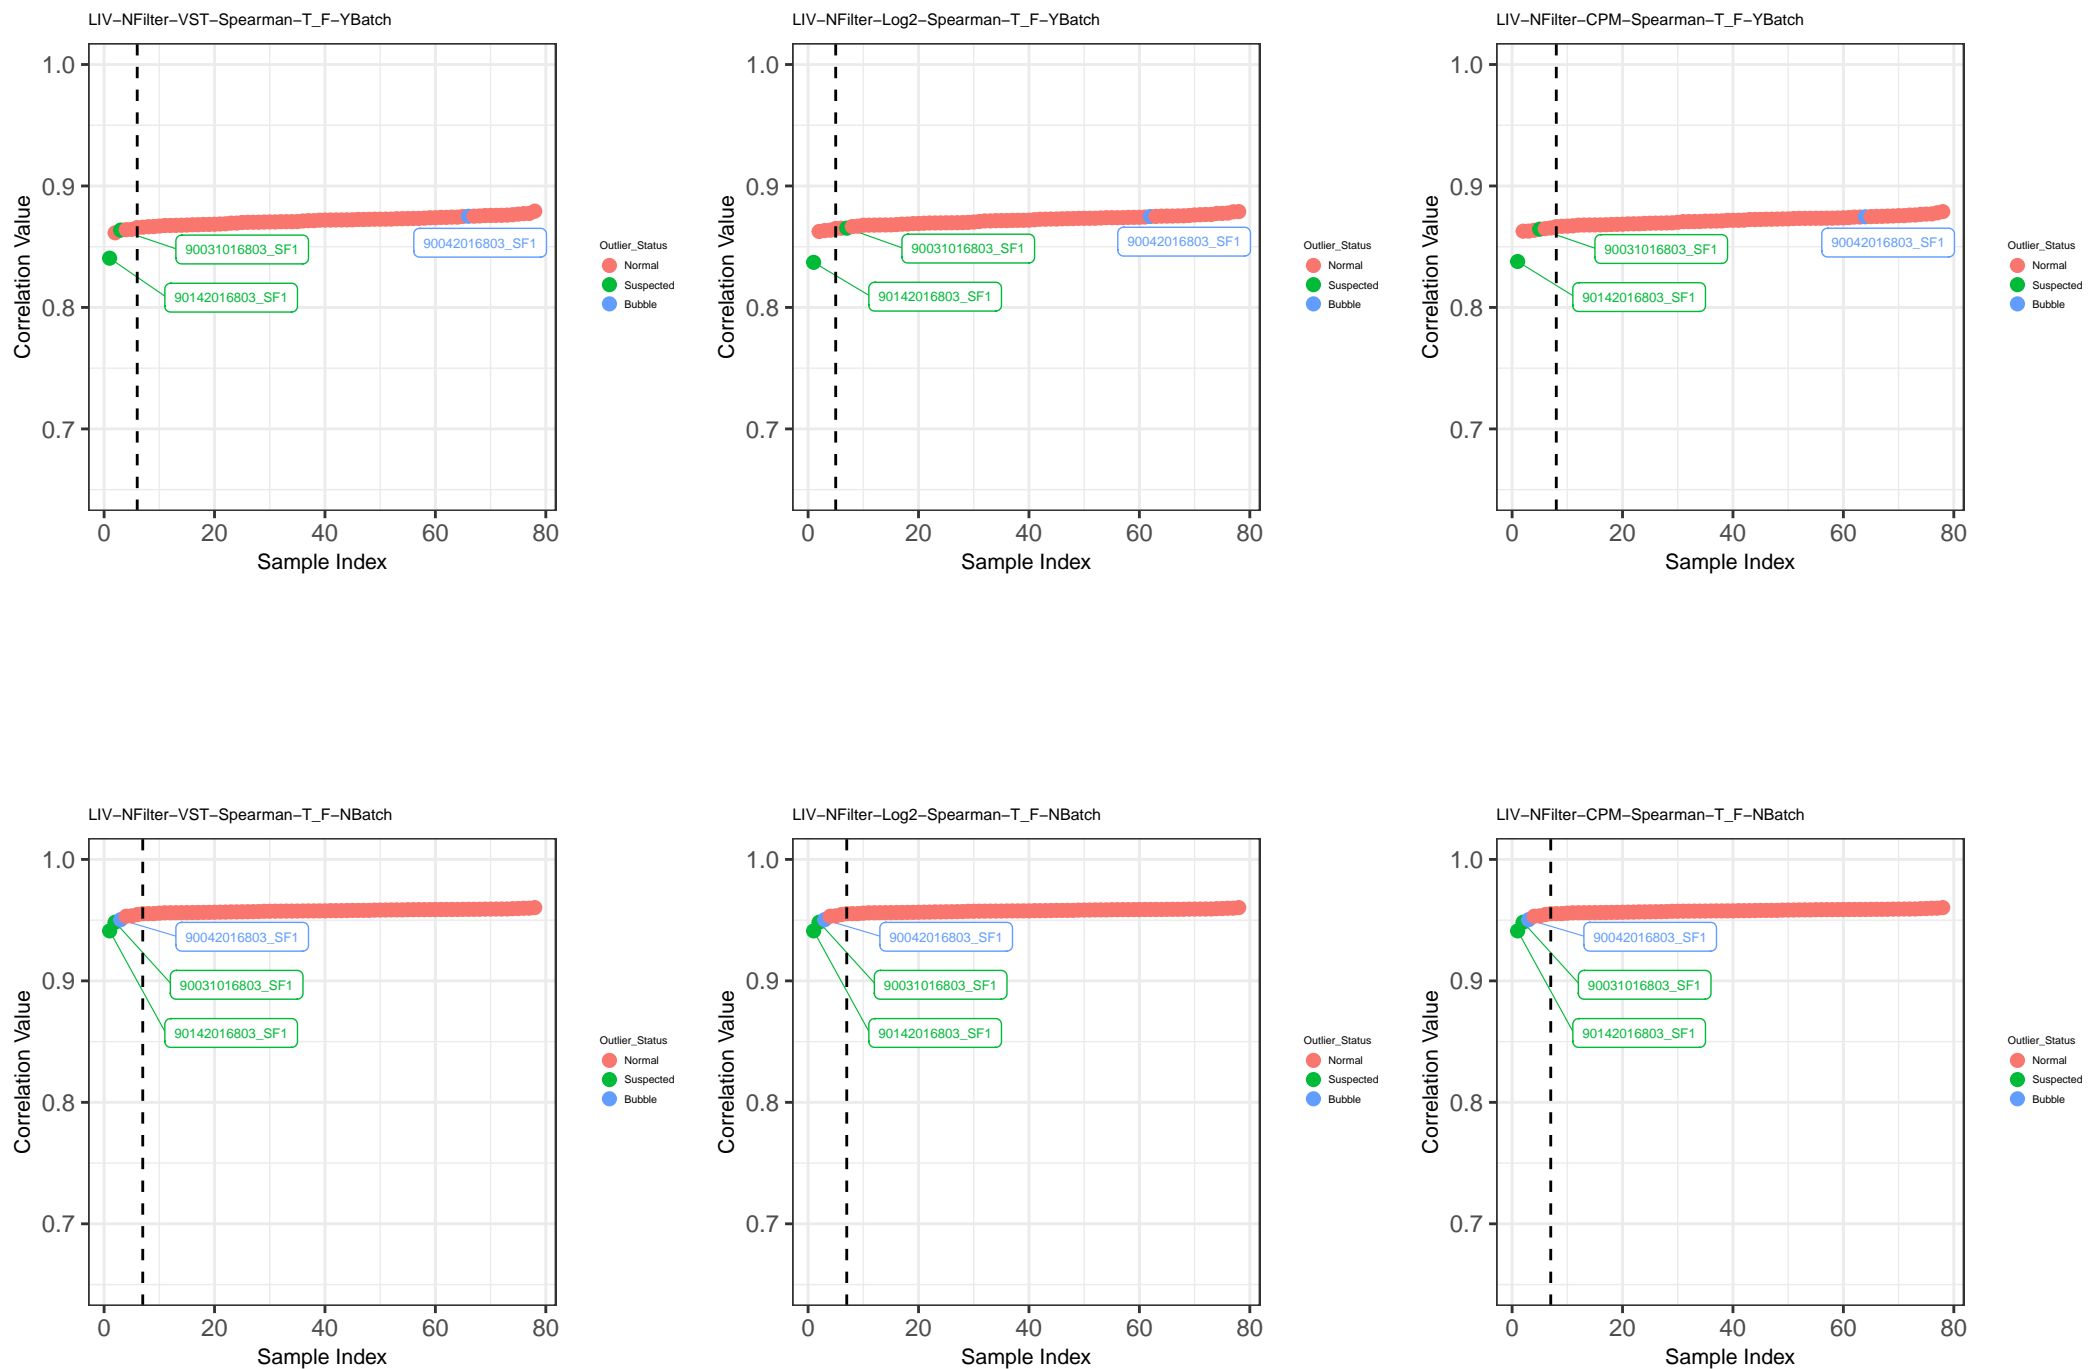 LIV−NFilter−VST−Spearman−T_F−YBatch
1.0
0.9
0.8
0.7
Correlation Value
90031016803_SF1
90042016803_SF1
90142016803_SF1
0 20 40 60 80
Sample Index
Outlier_Status
Normal
Suspected
Bubble
LIV−NFilter−Log2−Spearman−T_F−YBatch
1.0
0.9
0.8
0.7
Correlation Value
90031016803_SF1
90042016803_SF1
90142016803_SF1
0 20 40 60 80
Sample Index
Outlier_Status
Normal
Suspected
Bubble
LIV−NFilter−CPM−Spearman−T_F−YBatch
1.0
0.9
0.8
0.7
Correlation Value
90031016803_SF1
90042016803_SF1
90142016803_SF1
0 20 40 60 80
Sample Index
Outlier_Status
Normal
Suspected
Bubble
LIV−NFilter−VST−Spearman−T_F−NBatch
1.0
0.9
0.8
0.7
Correlation Value
90042016803_SF1
90031016803_SF1
90142016803_SF1
0 20 40 60 80
Sample Index
Outlier_Status
Normal
Suspected
Bubble
LIV−NFilter−Log2−Spearman−T_F−NBatch
1.0
0.9
0.8
0.7
Correlation Value
90042016803_SF1
90031016803_SF1
90142016803_SF1
0 20 40 60 80
Sample Index
Outlier_Status
Normal
Suspected
Bubble
LIV−NFilter−CPM−Spearman−T_F−NBatch
1.0
0.9
0.8
0.7
Correlation Value
90042016803_SF1
90031016803_SF1
90142016803_SF1
0 20 40 60 80
Sample Index
Outlier_Status
Normal
Suspected
Bubble